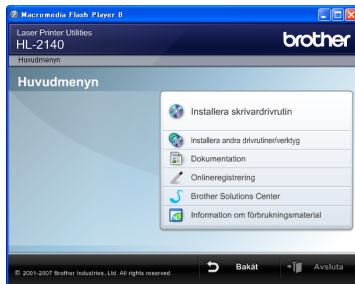 Macromedia Flash Player 8
Laser Printer Utilities
HL-2140
brother
Huvudmenyn
Huvudmenyn
Installera skrivardrivrutin
Installera andra drivrutiner/verktyg
Dokumentation
Onlineregistrering
Brother Solutions Center
Information om förbrukningsmaterial
© 2001-2007 Brother Industries, Ltd. All rights reserved
Bakåt
Avsluta